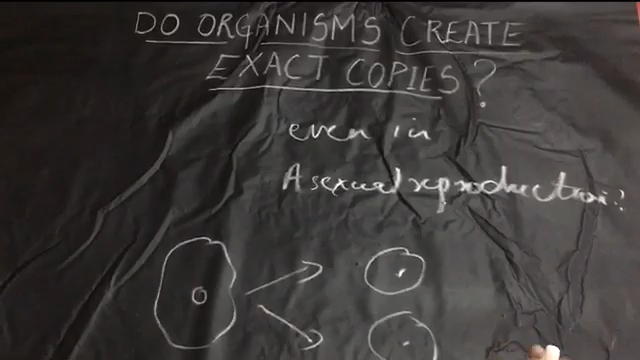 DO ORGANISMS CREATE
EXACT COPIES?
even in
Asexual reproduction?